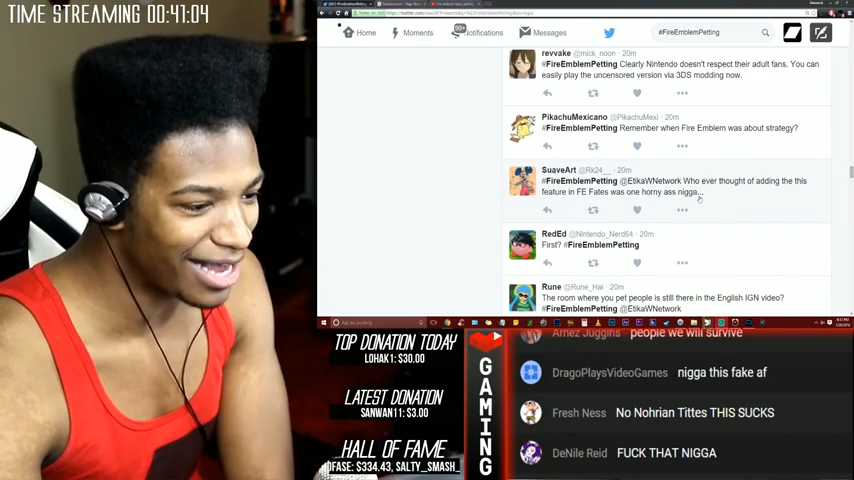 TIME STREAMING 00:41:04
Home
Moments
99+
Notifications
Messages
#FireEmblemPetting
revvake @mick_noon · 20m
#FireEmblemPetting Clearly Nintendo doesn't respect their adult fans. You can
easily play the uncensored version via 3DS modding now.
PikachuMexicano @PikachuMexi · 20m
#FireEmblemPetting Remember when Fire Emblem was about strategy?
SuaveArt @Rk24__ · 20m
#FireEmblemPetting @EtikaWNetwork Who ever thought of adding the this
feature in FE Fates was one horny ass nigga...
RedEd @Nintendo_Nerd64 · 20m
First? #FireEmblemPetting
Rune @Rune_Hai · 20m
The room where you pet people is still there in the English IGN video?
#FireEmblemPetting @EtikaWNetwork
TOP DONATION TODAY
LOHAK1: $30.00
LATEST DONATION
SANWAN11: $3.00
HALL OF FAME
OFASE: $334.43, SALTY_SMASH_
GAMING
Arnez Juggins people we will survive
DragoPlaysVideoGames nigga this fake af
Fresh Ness No Nohrian Tittes THIS SUCKS
DeNile Reid FUCK THAT NIGGA